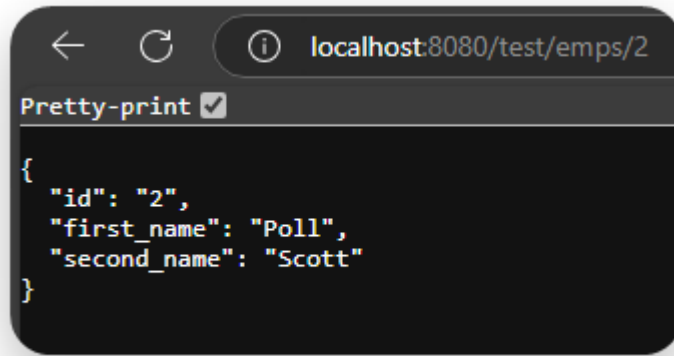 localhost:8080/test/emps/2
Pretty-print
{
"id": "2",
"first_name": "Poll",
"second_name": "Scott"
}